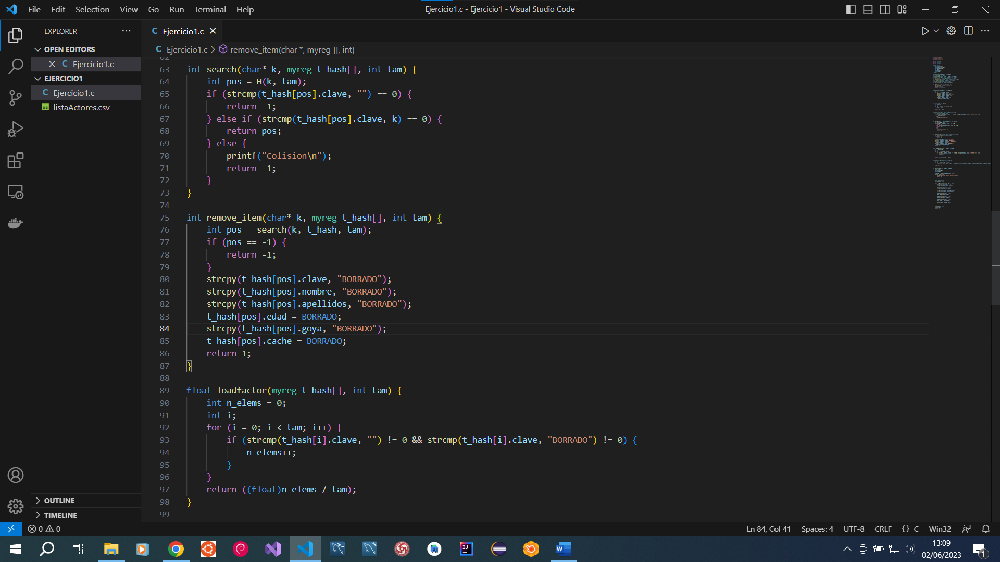 File Edit Selection View Go Run Terminal Help
Ejercicio1.c - Ejercicio1 - Visual Studio Code
EXPLORER
OPEN EDITORS
Ejercicio1.c
EJERCICIO1
C Ejercicio1.c
listaActores.csv
OUTLINE
TIMELINE
C Ejercicio1.c
C Ejercicio1.c > remove_item(char *, myreg [], int)
62
63 int search(char* k, myreg t_hash[], int tam) {
64     int pos = H(k, tam);
65     if (strcmp(t_hash[pos].clave, "") == 0) {
66         return -1;
67     } else if (strcmp(t_hash[pos].clave, k) == 0) {
68         return pos;
69     } else {
70         printf("Colision\n");
71         return -1;
72     }
73 }
74
75 int remove_item(char* k, myreg t_hash[], int tam) {
76     int pos = search(k, t_hash, tam);
77     if (pos == -1) {
78         return -1;
79     }
80     strcpy(t_hash[pos].clave, "BORRADO");
81     strcpy(t_hash[pos].nombre, "BORRADO");
82     strcpy(t_hash[pos].apellidos, "BORRADO");
83     t_hash[pos].edad = BORRADO;
84     strcpy(t_hash[pos].goya, "BORRADO");
85     t_hash[pos].cache = BORRADO;
86     return 1;
87 }
88
89 float loadfactor(myreg t_hash[], int tam) {
90     int n_elems = 0;
91     int i;
92     for (i = 0; i < tam; i++) {
93         if (strcmp(t_hash[i].clave, "") != 0 && strcmp(t_hash[i].clave, "BORRADO") != 0) {
94             n_elems++;
95         }
96     }
97     return ((float)n_elems / tam);
98 }
99
0 0
Ln 84, Col 41 Spaces: 4 UTF-8 CRLF {} C Win32
13:09
02/06/2023
1